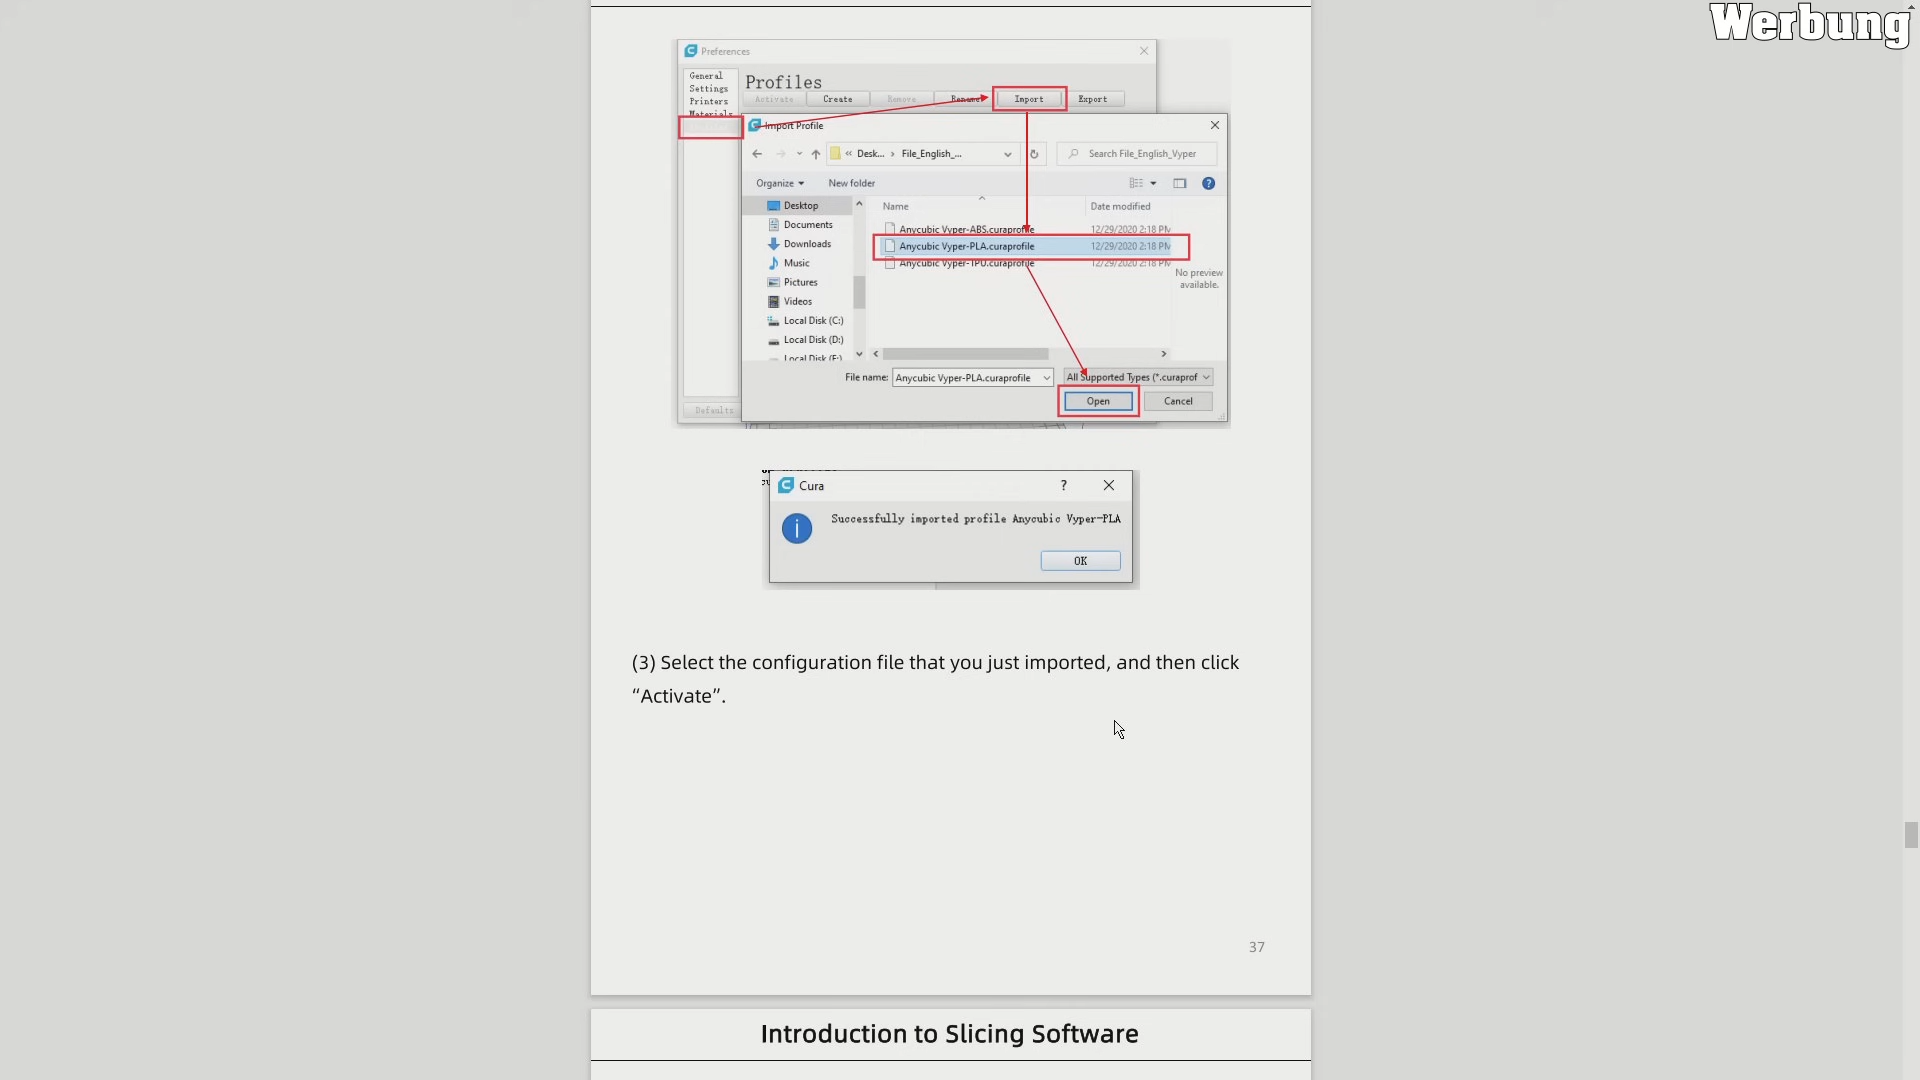 Werbung
Preferences
General
Settings
Printers
Materials
Profiles
Activate Create Remove Rename Import Export
Import Profile
« Desk... › File_English_...
Search File_English_Vyper
Organize New folder
Desktop
Documents
Downloads
Music
Pictures
Videos
Local Disk (C:)
Local Disk (D:)
Local Disk (E:)
Name Date modified
Anycubic Vyper-ABS.curaprofile 12/29/2020 2:18 PM
Anycubic Vyper-PLA.curaprofile 12/29/2020 2:18 PM
Anycubic Vyper-TPU.curaprofile 12/29/2020 2:18 PM
No preview
available.
File name: Anycubic Vyper-PLA.curaprofile All Supported Types (*.curaprof
Open Cancel
Defaults
Cura ?
Successfully imported profile Anycubic Vyper-PLA
OK
(3) Select the configuration file that you just imported, and then click
“Activate”.
37
Introduction to Slicing Software